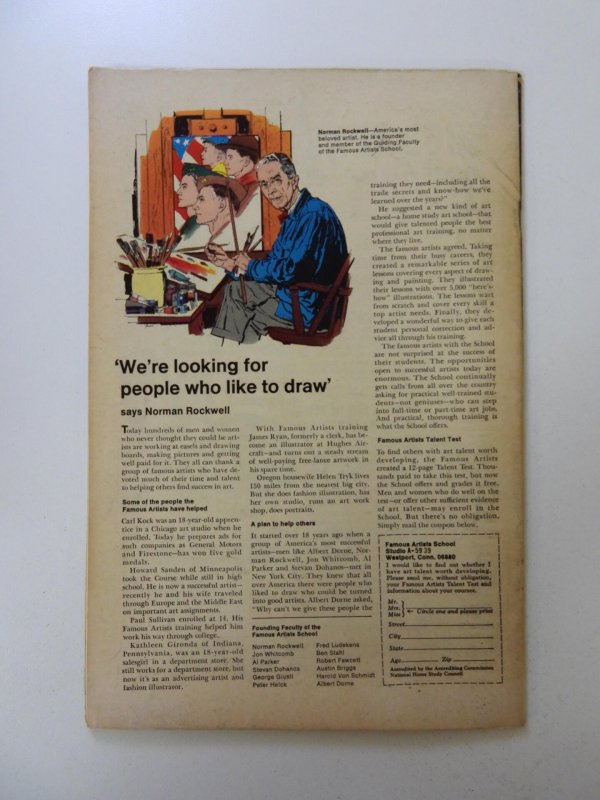 Norman Rockwell—America's most
beloved artist. He is a founder
and member of the Guiding Faculty
of the Famous Artists School.
'We're looking for
people who like to draw'
says Norman Rockwell
Today hundreds of men and women
who never thought they could be art-
ists are working at easels and drawing
boards, making pictures and getting
well paid for it. They all can thank a
group of famous artists who have de-
voted much of their time and talent
to helping others find success in art.
Some of the people the
Famous Artists have helped
Carl Kock was an 18-year-old appren-
tice in a Chicago art studio when he
enrolled. Today he prepares ads for
such companies as General Motors
and Firestone—has won five gold
medals.
Howard Sanden of Minneapolis
took the Course while still in high
school. He is now a successful artist—
recently he and his wife traveled
through Europe and the Middle East
on important art assignments.
Paul Sullivan enrolled at 14. His
Famous Artists training helped him
work his way through college.
Kathleen Gironda of Indiana,
Pennsylvania, was an 18-year-old
salesgirl in a department store. She
still works for a department store, but
now it's as an advertising artist and
fashion illustrator.
With Famous Artists training
James Ryan, formerly a clerk, has be-
come an illustrator at Hughes Air-
craft—and turns out a steady stream
of well-paying free-lance artwork in
his spare time.
Oregon housewife Helen Tryk lives
150 miles from the nearest big city.
But she does fashion illustration, has
her own studio, runs an art work
shop, does portraits.
A plan to help others
It started over 18 years ago when a
group of America's most successful
artists—men like Albert Dorne, Nor-
man Rockwell, Jon Whitcomb, Al
Parker and Stevan Dohanos—met in
New York City. They knew that all
over America there were people who
liked to draw who could be turned
into good artists. Albert Dorne asked,
"Why can't we give these people the
Founding Faculty of the
Famous Artists School
Norman Rockwell
Jon Whitcomb
Al Parker
Stevan Dohanos
George Giusti
Peter Helck
Fred Ludekens
Ben Stahl
Robert Fawcett
Austin Briggs
Harold Von Schmidt
Albert Dorne
training they need—including all the
trade secrets and know-how we've
learned over the years?"
He suggested a new kind of art
school—a home study art school—that
would give talented people the best
professional art training, no matter
where they live.
The famous artists agreed. Taking
time from their busy careers, they
created a remarkable series of art
lessons covering every aspect of draw-
ing and painting. They illustrated
their lessons with over 5,000 "here's-
how" illustrations. The lessons start
from scratch and cover every skill a
top artist needs. Finally, they de-
veloped a wonderful way to give each
student personal correction and ad-
vice all through his training.
The famous artists with the School
are not surprised at the success of
their students. The opportunities
open to successful artists today are
enormous. The School continually
gets calls from all over the country
asking for practical well-trained stu-
dents—not geniuses—who can step
into full-time or part-time art jobs.
And practical, thorough training is
what the School offers.
Famous Artists Talent Test
To find others with art talent worth
developing, the Famous Artists
created a 12-page Talent Test. Thou-
sands paid to take this test, but now
the School offers and grades it free.
Men and women who do well on the
test—or offer other sufficient evidence
of art talent—may enroll in the
School. But there's no obligation.
Simply mail the coupon below.
Famous Artists School
Studio A-5939
Westport, Conn. 06880
I would like to find out whether I
have art talent worth developing.
Please send me, without obligation,
your Famous Artists Talent Test and
information about your courses.
Mr.
Mrs. ← Circle one and please print
Miss
Street
City
State
Age Zip
Accredited by the Accrediting Commission
National Home Study Council